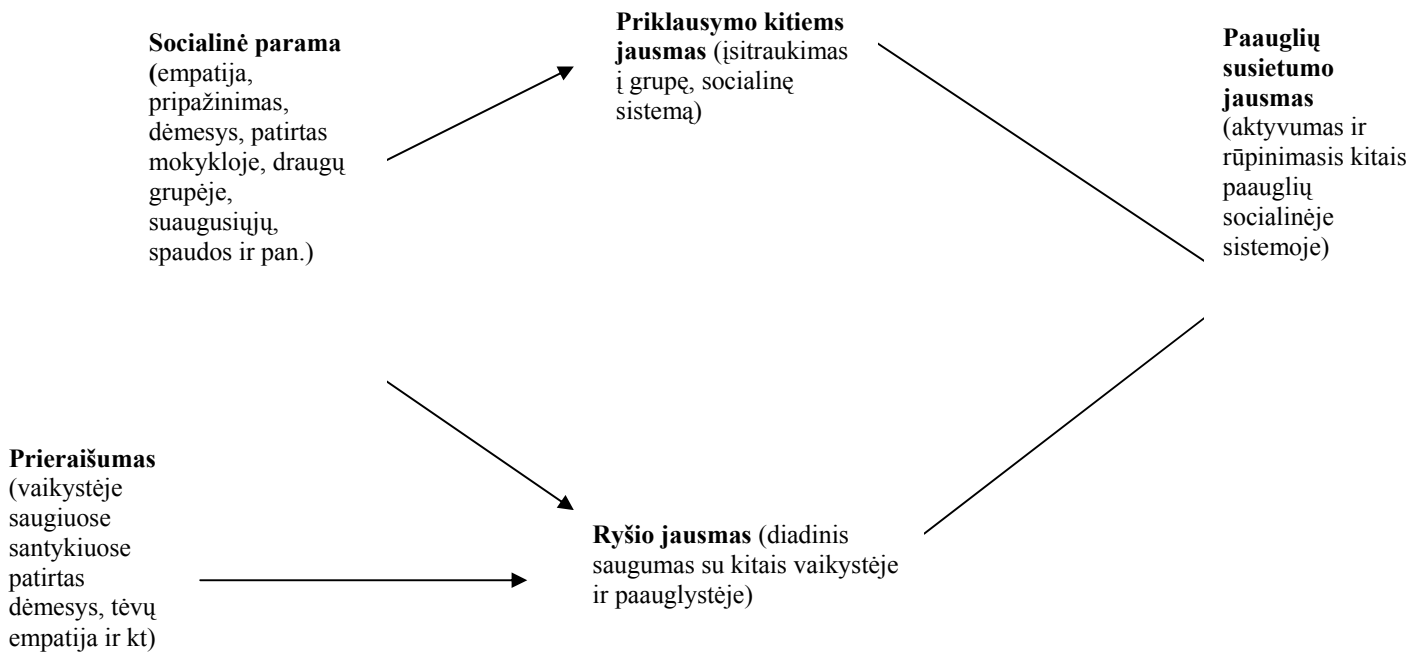 Socialinė parama
(empatija,
pripažinimas,
dėmesys, patirtas
mokykloje, draugų
grupėje,
suaugusiųjų,
spaudos ir pan.)
Priklausymo kitiems
jausmas (įsitraukimas
į grupę, socialinę
sistemą)
Paauglių
susietumo
jausmas
(aktyvumas ir
rūpinimasis kitais
paauglių
socialinėje
sistemoje)
Prieraišumas
(vaikystėje
saugiuose
santykiuose
patirtas
dėmesys, tėvų
empatija ir kt)
Ryšio jausmas (diadinis
saugumas su kitais vaikystėje
ir paauglystėje)